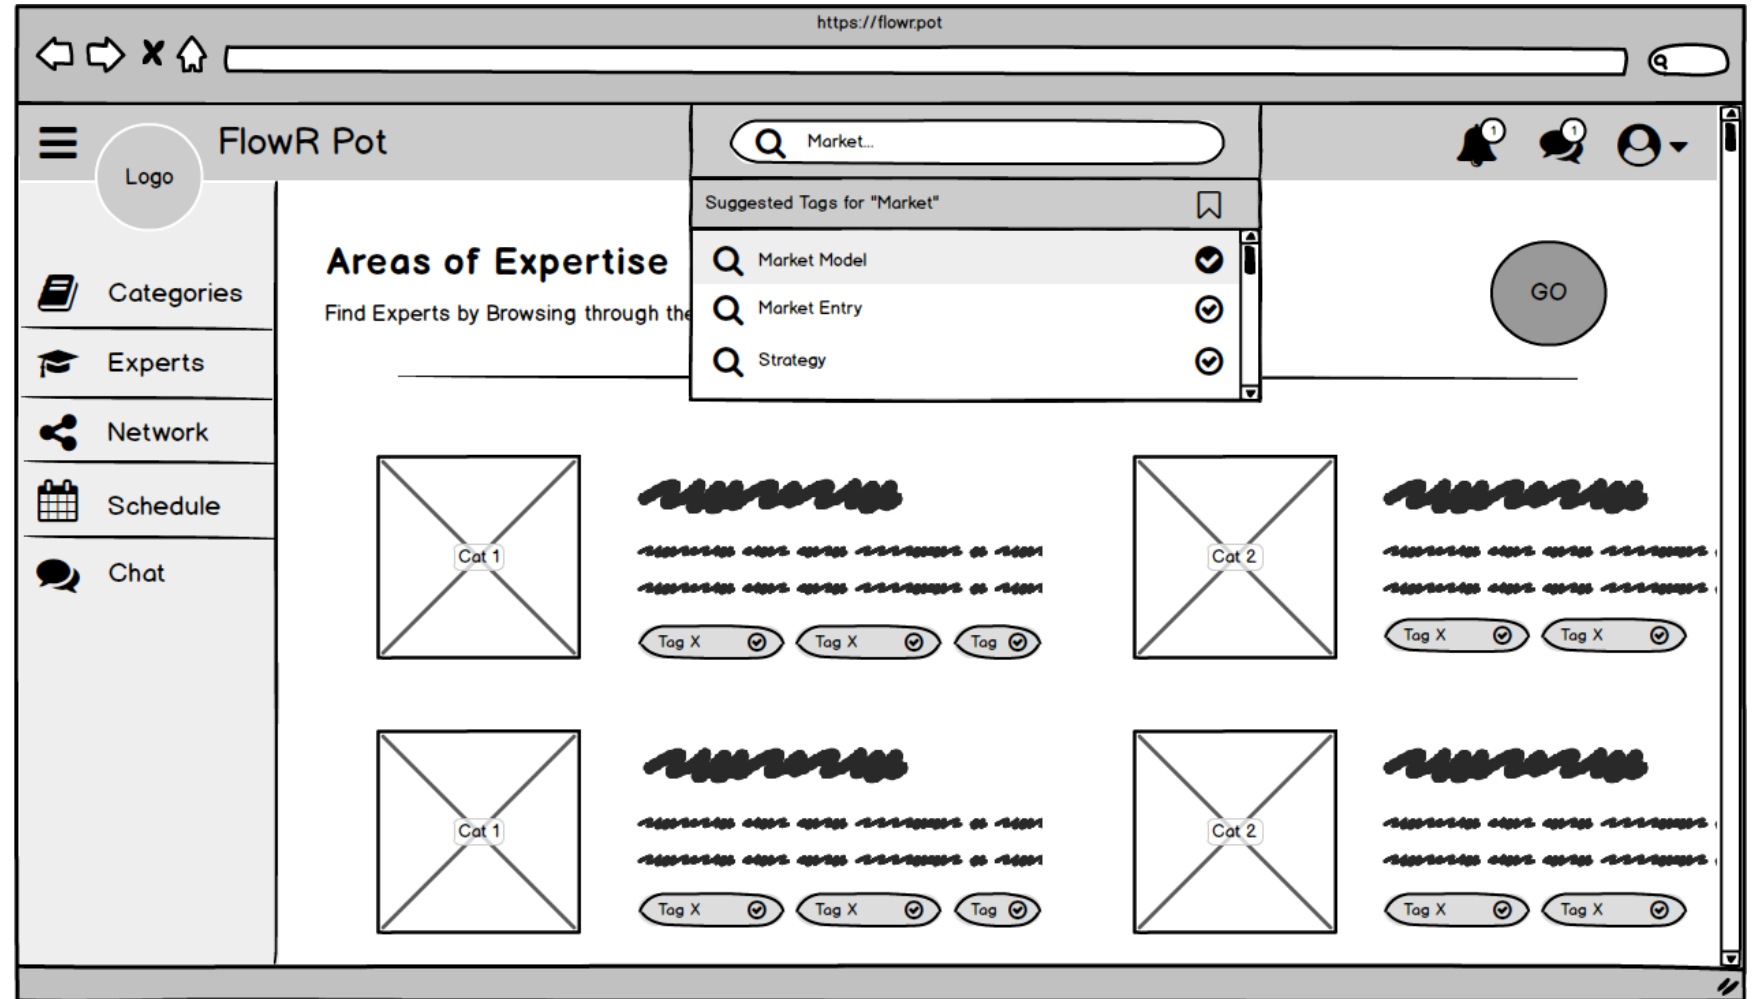 https://flowr.pot
FlowR Pot
Logo
Market...
1
1
Suggested Tags for "Market"
Market Model
Market Entry
Strategy
Categories
Experts
Network
Schedule
Chat
Areas of Expertise
Find Experts by Browsing through the
GO
Cat 1
Tag X
Tag X
Tag
Cat 2
Tag X
Tag X
Cat 1
Tag X
Tag X
Tag
Cat 2
Tag X
Tag X